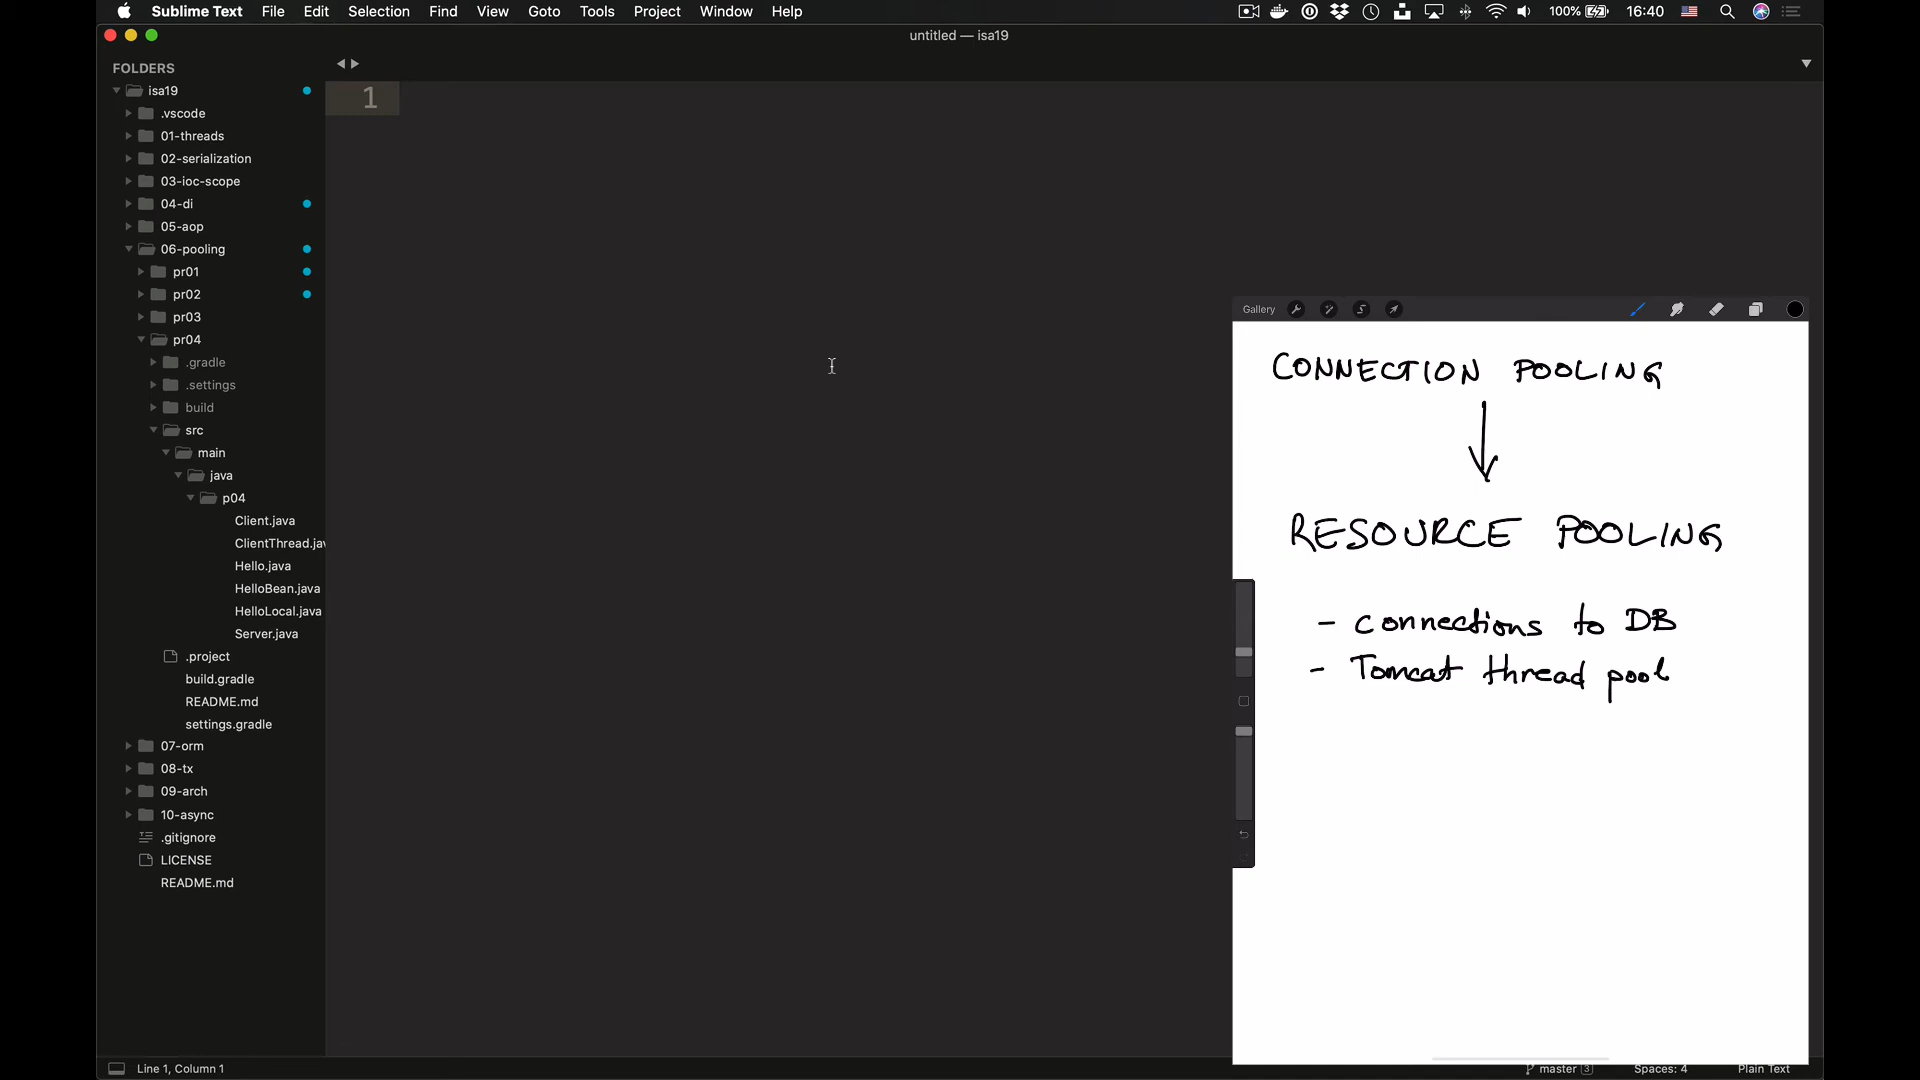 Sublime Text File Edit Selection Find View Goto Tools Project Window Help 100% 16:40
untitled — isa19
FOLDERS
isa19
.vscode
01-threads
02-serialization
03-ioc-scope
04-di
05-aop
06-pooling
pr01
pr02
pr03
pr04
.gradle
.settings
build
src
main
java
p04
Client.java
ClientThread.jav
Hello.java
HelloBean.java
HelloLocal.java
Server.java
.project
build.gradle
README.md
settings.gradle
07-orm
08-tx
09-arch
10-async
.gitignore
LICENSE
README.md
1
Gallery
CONNECTION POOLING
RESOURCE POOLING
- connections to DB
- Tomcat thread pool
Line 1, Column 1 master 3 Spaces: 4 Plain Text